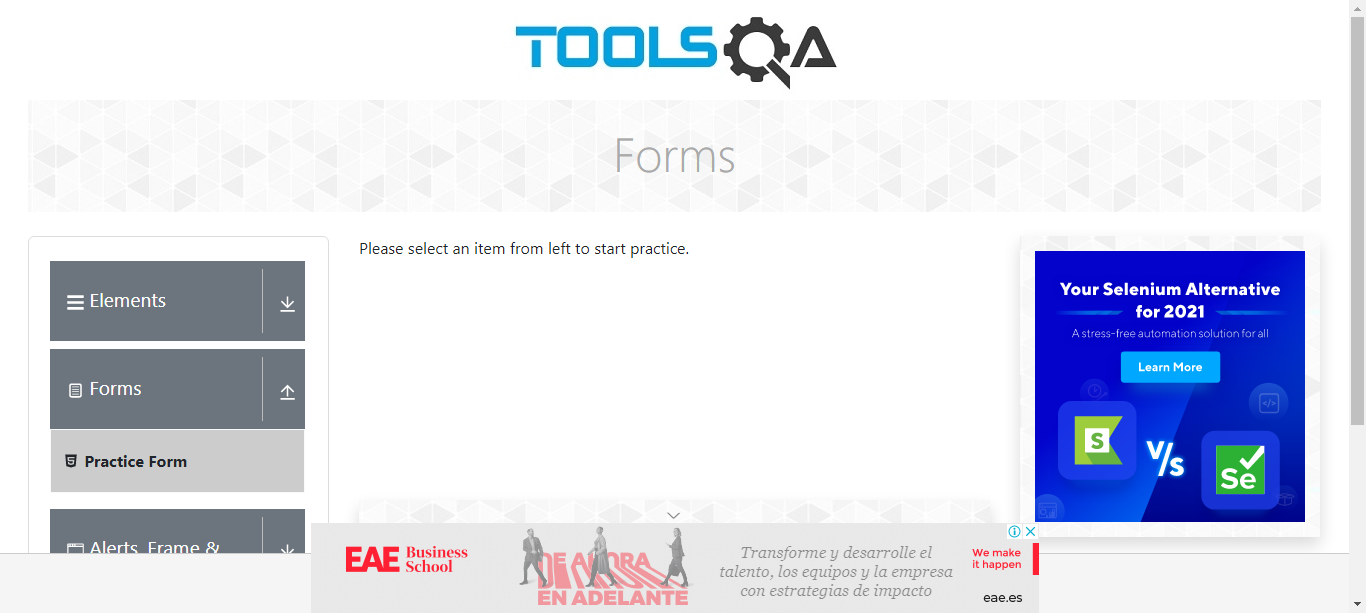 TOOLSQA
Forms
Elements
Forms
Practice Form
Alerts, Frame &
Please select an item from left to start practice.
Your Selenium Alternative
for 2021
A stress-free automation solution for all
Learn More
S
V/s
Se
EAE Business
School
DE AHORA
EN ADELANTE
Transforme y desarrolle el
talento, los equipos y la empresa
con estrategias de impacto
We make
it happen
eae.es